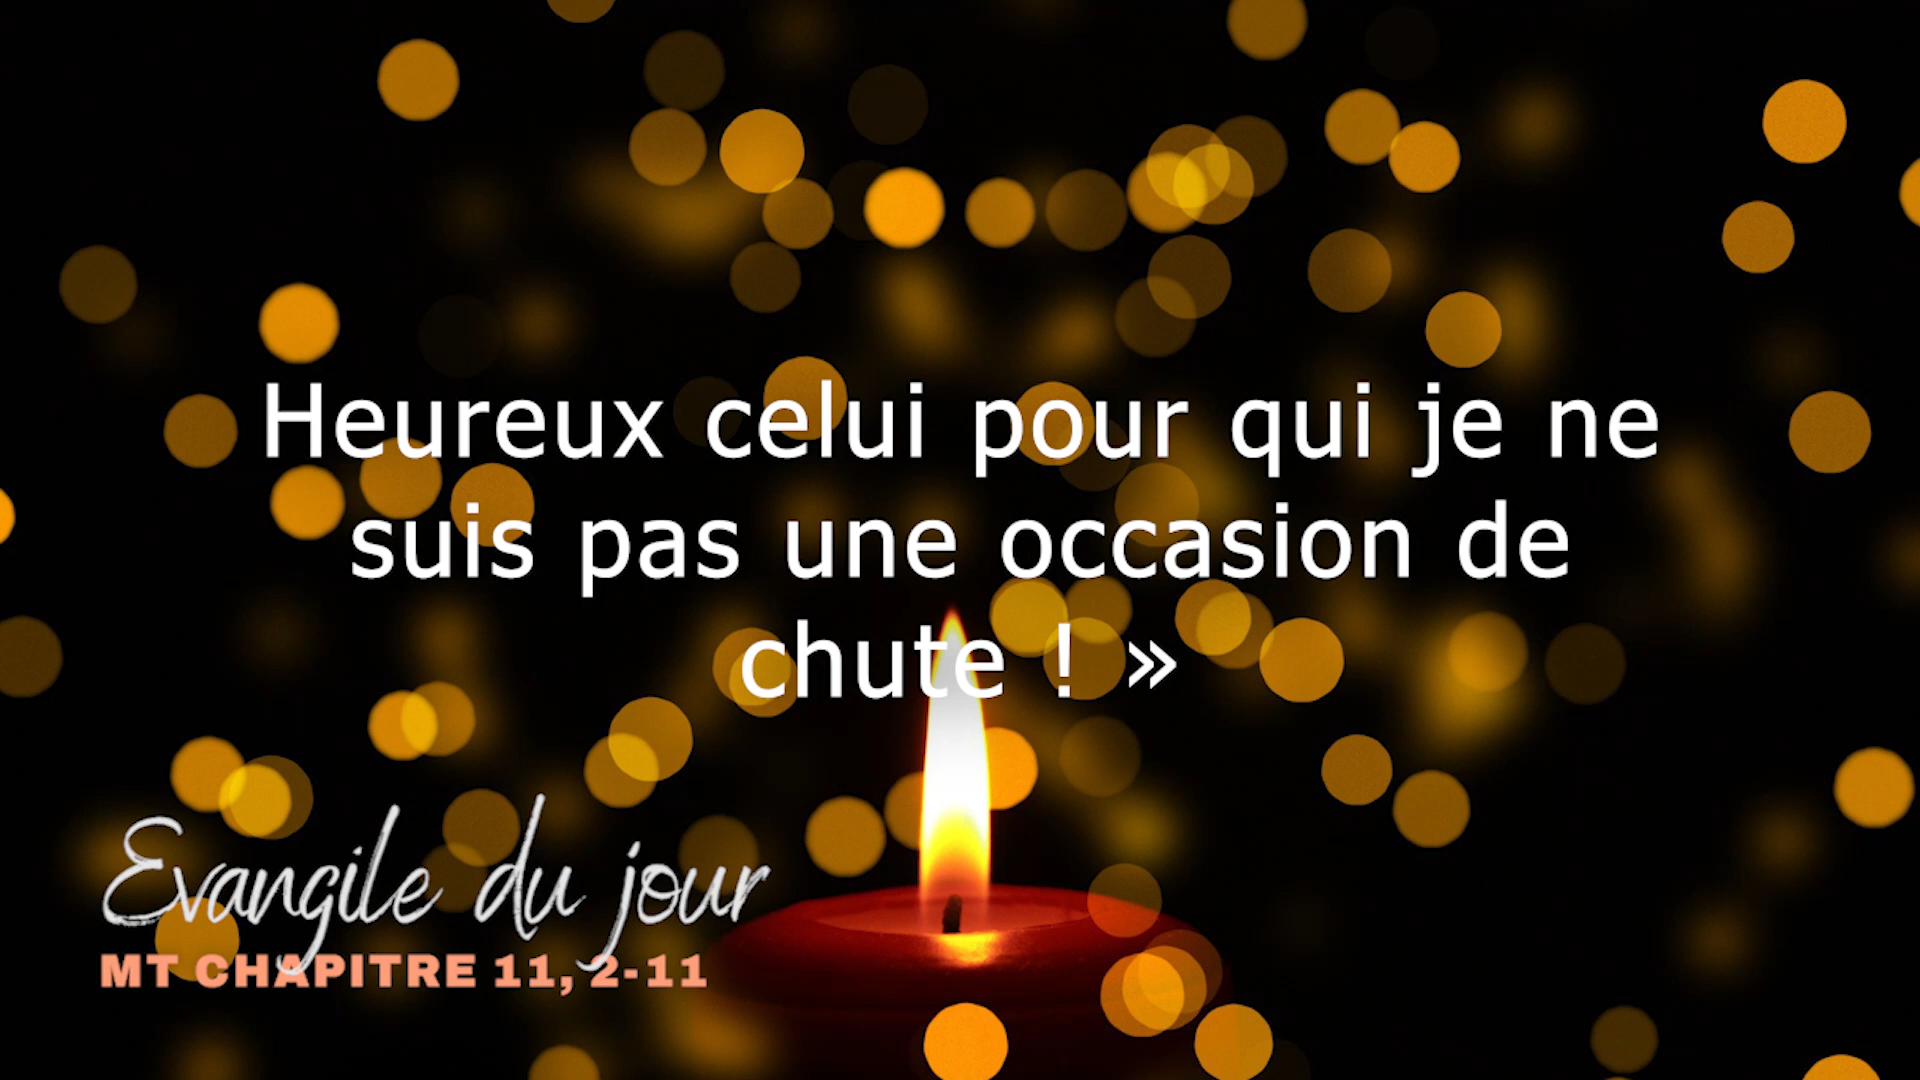 Heureux celui pour qui je ne
suis pas une occasion de
chute ! »
Evangile du jour
MT CHAPITRE 11, 2-11